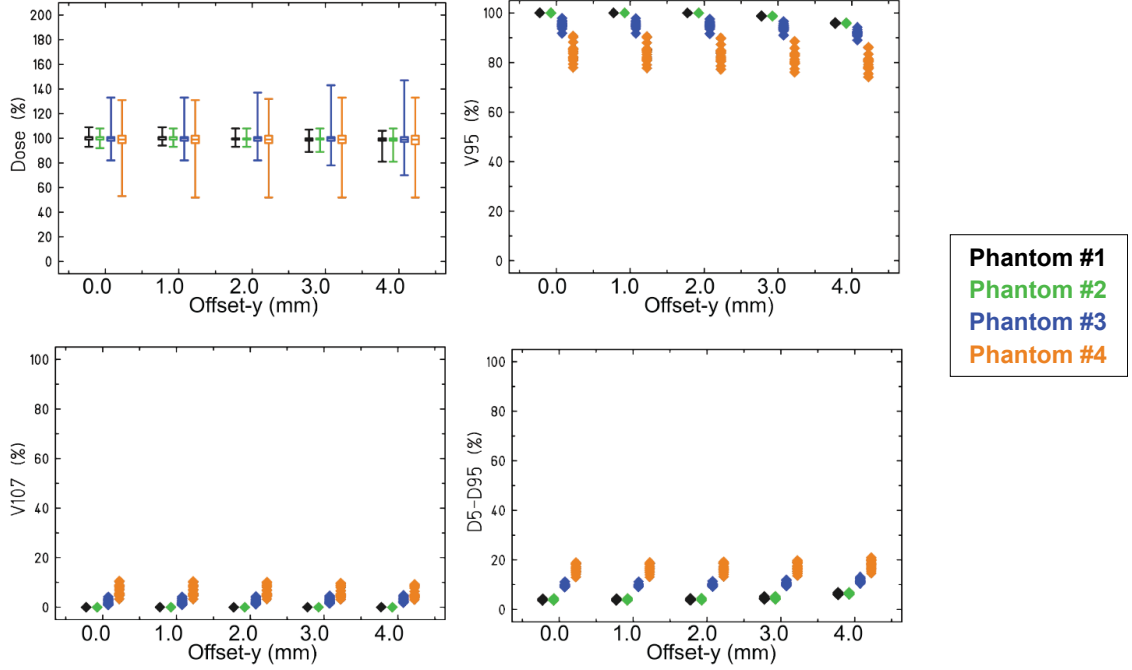 200
180
160
140
120
100
80
60
40
20
0
Dose (%)
0.0 1.0 2.0 3.0 4.0
Offset-y (mm)
100
80
60
40
20
0
V95 (%)
0.0 1.0 2.0 3.0 4.0
Offset-y (mm)
Phantom #1
Phantom #2
Phantom #3
Phantom #4
100
80
60
40
20
0
V107 (%)
0.0 1.0 2.0 3.0 4.0
Offset-y (mm)
100
80
60
40
20
0
D5-D95 (%)
0.0 1.0 2.0 3.0 4.0
Offset-y (mm)